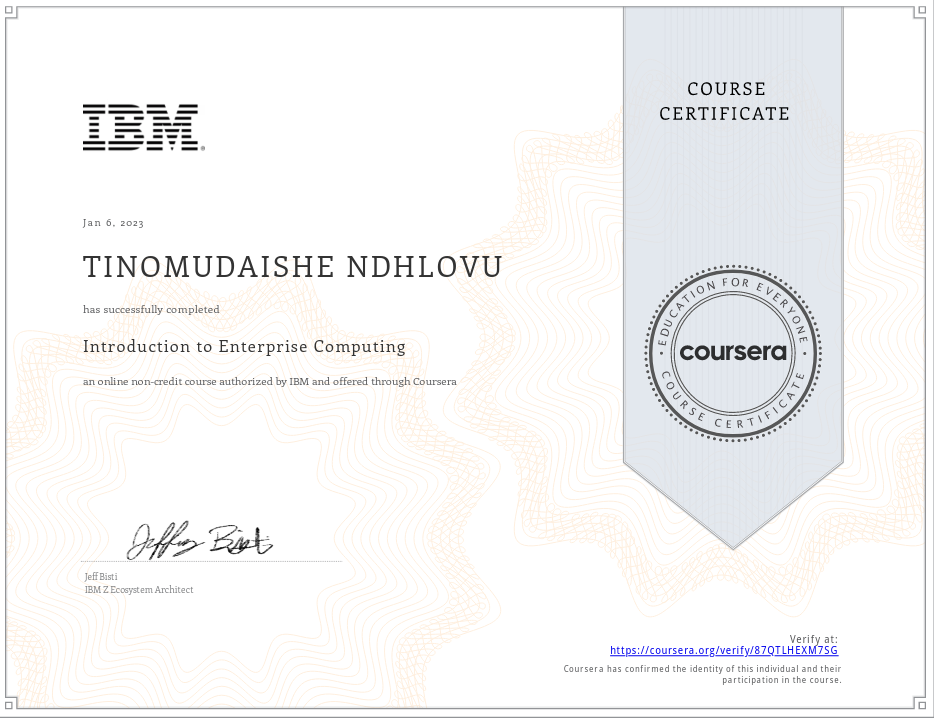 IBM
Jan 6, 2023
TINOMUDAISHE NDHLOVU
has successfully completed
Introduction to Enterprise Computing
an online non-credit course authorized by IBM and offered through Coursera
Jeffrey Bisti
Jeff Bisti
IBM Z Ecosystem Architect
COURSE
CERTIFICATE
EDUCATION FOR EVERYONE
coursera
COURSE CERTIFICATE
Verify at:
https://coursera.org/verify/87QTLHEXM7SG
Coursera has confirmed the identity of this individual and their
participation in the course.